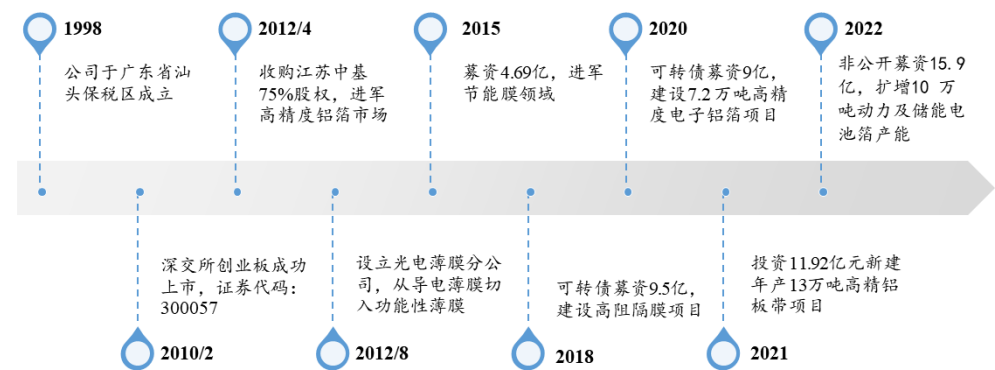 1998
公司于广东省汕
头保税区成立
2012/4
收购江苏中基
75%股权，进军
高精度铝箔市场
2015
募资4.69亿，进军
节能膜领域
2020
可转债募资9亿，
建设7.2万吨高精
度电子铝箔项目
2022
非公开募资15.9
亿，扩增10 万
吨动力及储能电
池箔产能
深交所创业板成功
上市，证券代码：
300057
2010/2
设立光电薄膜分公
司，从导电薄膜切
入功能性薄膜
2012/8
可转债募资9.5亿，
建设高阻隔膜项目
2018
投资11.92亿元新建
年产13万吨高精铝
板带项目
2021